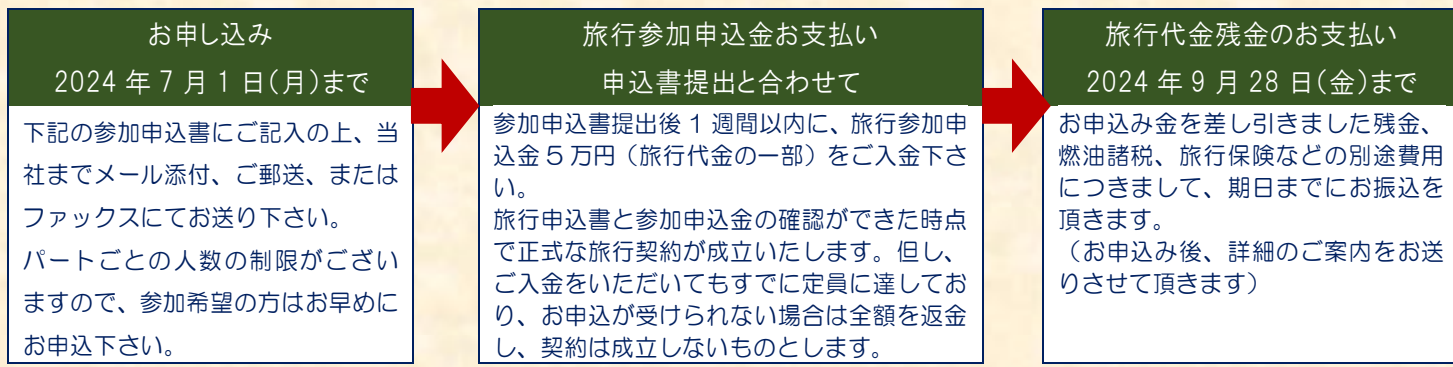 お申し込み
2024 年 7 月 1 日(月)まで
下記の参加申込書にご記入の上、当
社までメール添付、ご郵送、または
ファックスにてお送り下さい。
パートごとの人数の制限がござい
ますので、参加希望の方はお早めに
お申込下さい。
旅行参加申込金お支払い
申込書提出と合わせて
参加申込書提出後 1 週間以内に、旅行参加申
込金 5 万円（旅行代金の一部）をご入金下さ
い。
旅行申込書と参加申込金の確認ができた時点
で正式な旅行契約が成立いたします。但し、
ご入金をいただいてもすでに定員に達してお
り、お申込が受けられない場合は全額を返金
し、契約は成立しないものとします。
旅行代金残金のお支払い
2024 年 9 月 28 日(金)まで
お申込み金を差し引きました残金、
燃油諸税、旅行保険などの別途費用
につきまして、期日までにお振込を
頂きます。
（お申込み後、詳細のご案内をお送
りさせて頂きます）